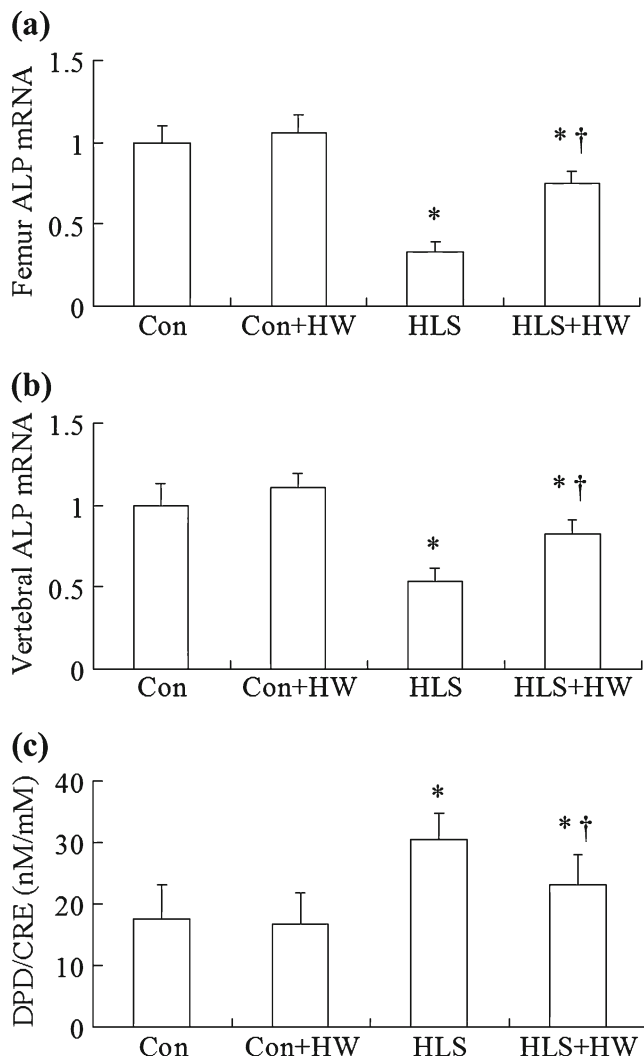 (a)
Femur ALP mRNA
1.5
1
0.5
0
*
* †
Con Con+HW HLS HLS+HW
(b)
Vertebral ALP mRNA
1.5
1
0.5
0
*
* †
Con Con+HW HLS HLS+HW
(c)
DPD/CRE (nM/mM)
40
30
20
10
0
*
* †
Con Con+HW HLS HLS+HW